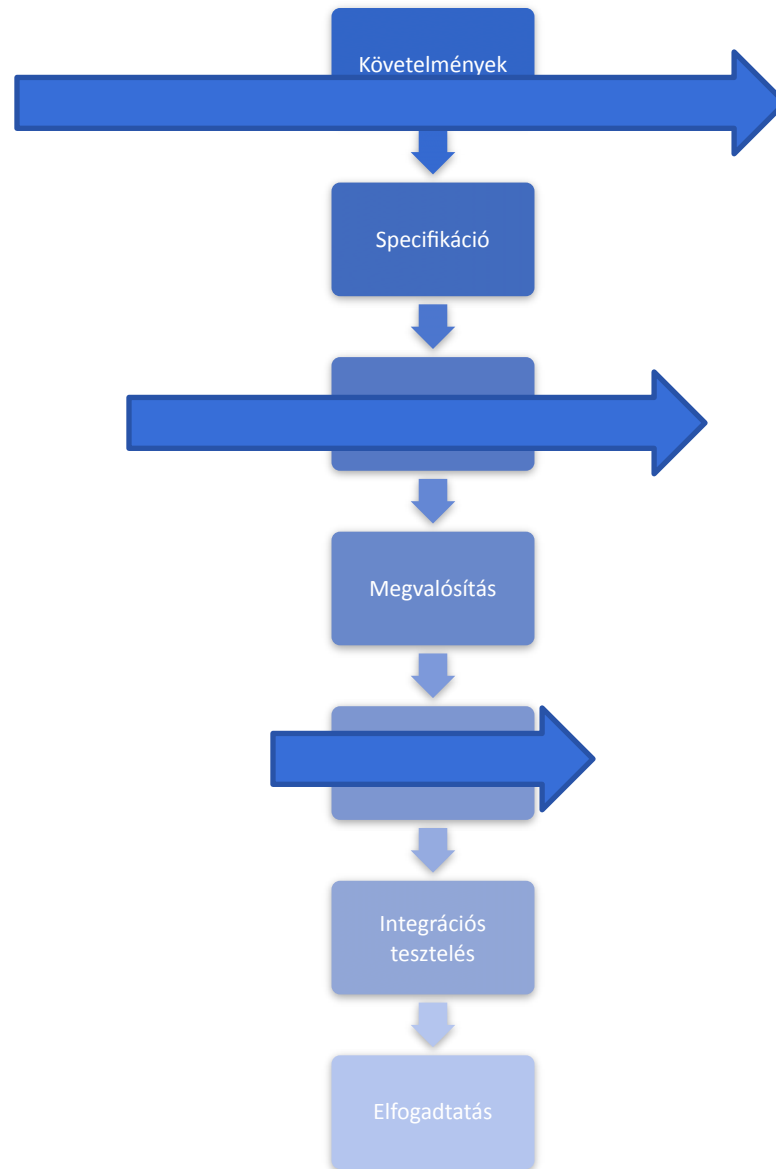 Követelmények
Specifikáció
Megvalósítás
Integrációs
tesztelés
Elfogadtatás